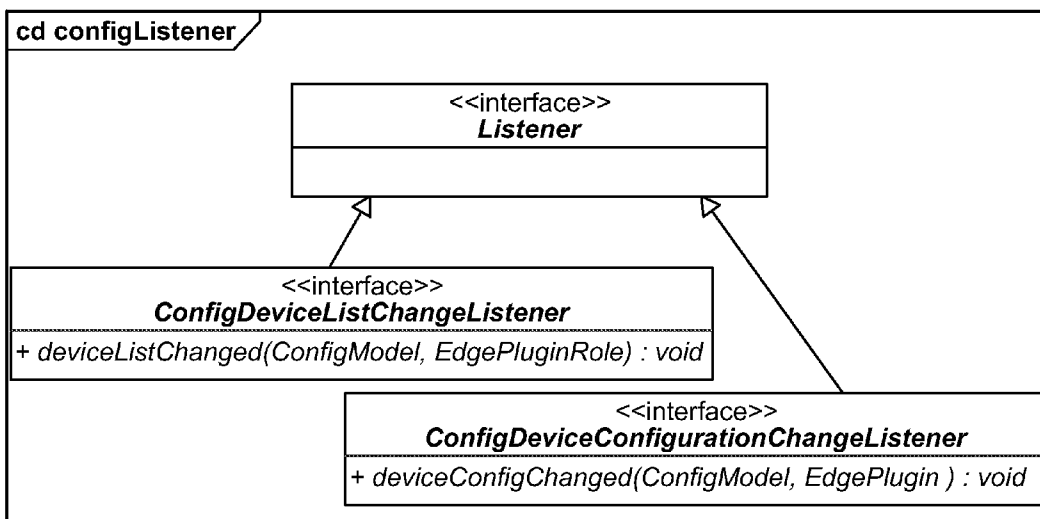 cd configListener
<<interface>>
Listener
<<interface>>
ConfigDeviceListChangeListener
+ deviceListChanged(ConfigModel, EdgePluginRole) : void
<<interface>>
ConfigDeviceConfigurationChangeListener
+ deviceConfigChanged(ConfigModel, EdgePlugin ) : void